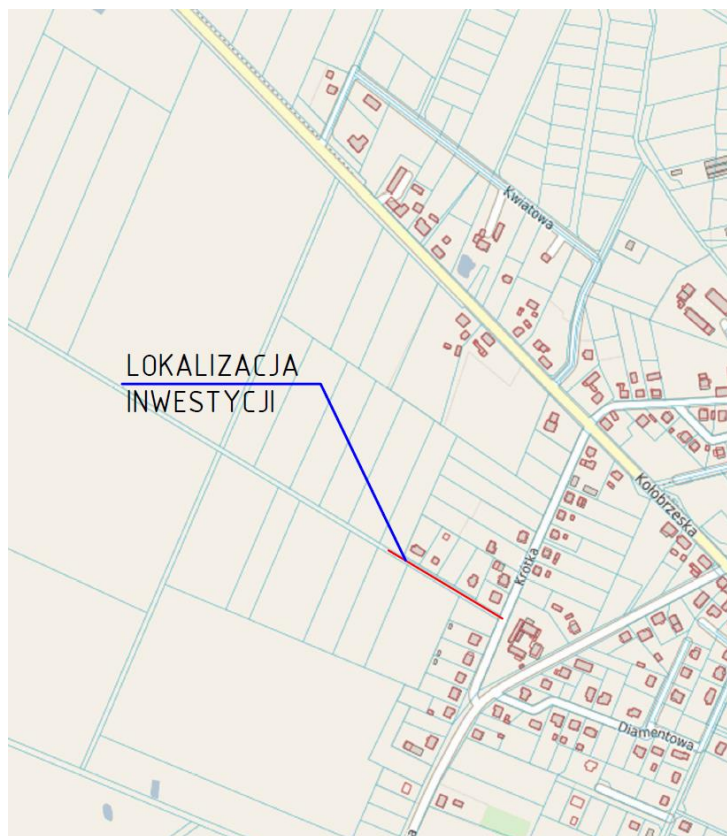 Kwiatowa
LOKALIZACJA
INWESTYCJI
Kołobrzeska
Krótka
Diamentowa
a